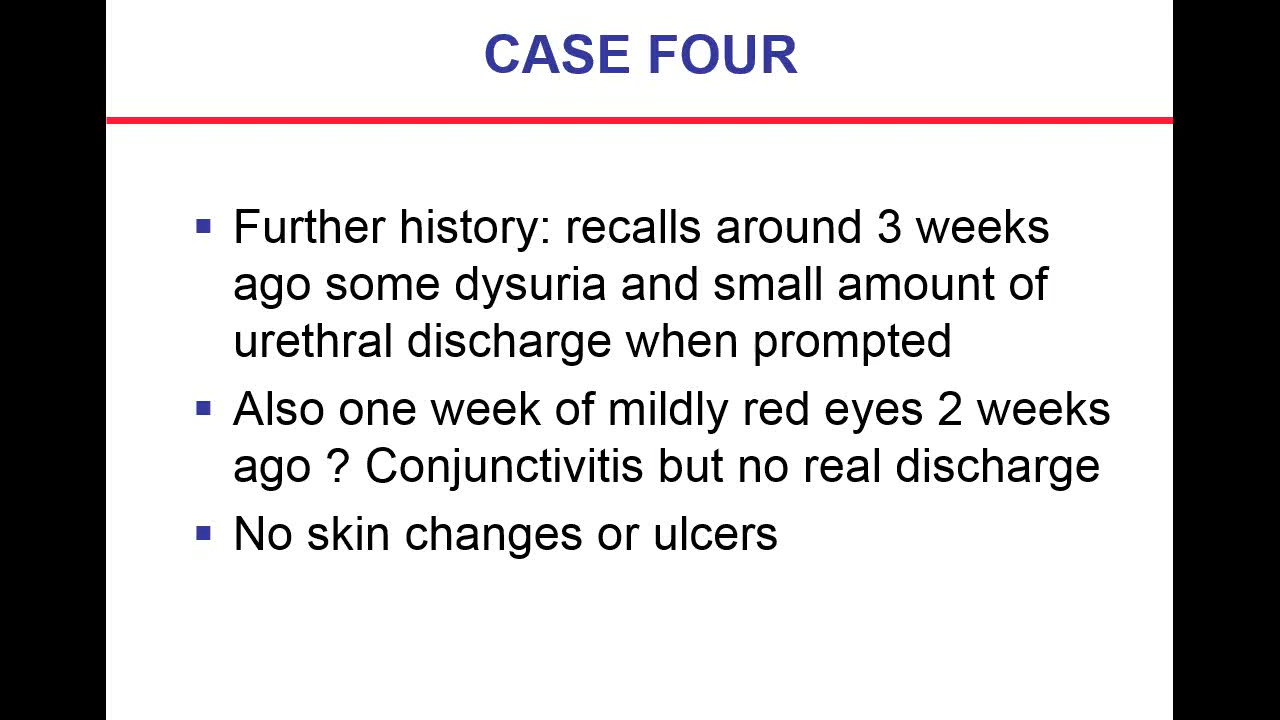 CASE FOUR
▪ Further history: recalls around 3 weeks
ago some dysuria and small amount of
urethral discharge when prompted
▪ Also one week of mildly red eyes 2 weeks
ago ? Conjunctivitis but no real discharge
▪ No skin changes or ulcers